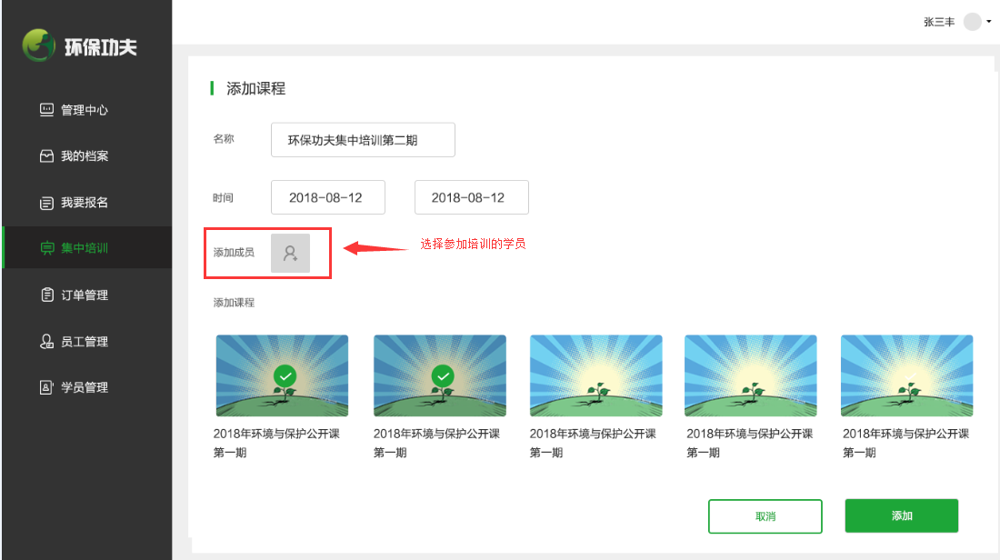 张三丰
环保功夫
添加课程
管理中心
名称
环保功夫集中培训第二期
我的档案
时间
2018-08-12
2018-08-12
我要报名
集中培训
添加成员
选择参加培训的学员
订单管理
添加课程
员工管理
学员管理
2018年环境与保护公开课
第一期
2018年环境与保护公开课
第一期
2018年环境与保护公开课
第一期
2018年环境与保护公开课
第一期
2018年环境与保护公开课
第一期
取消
添加